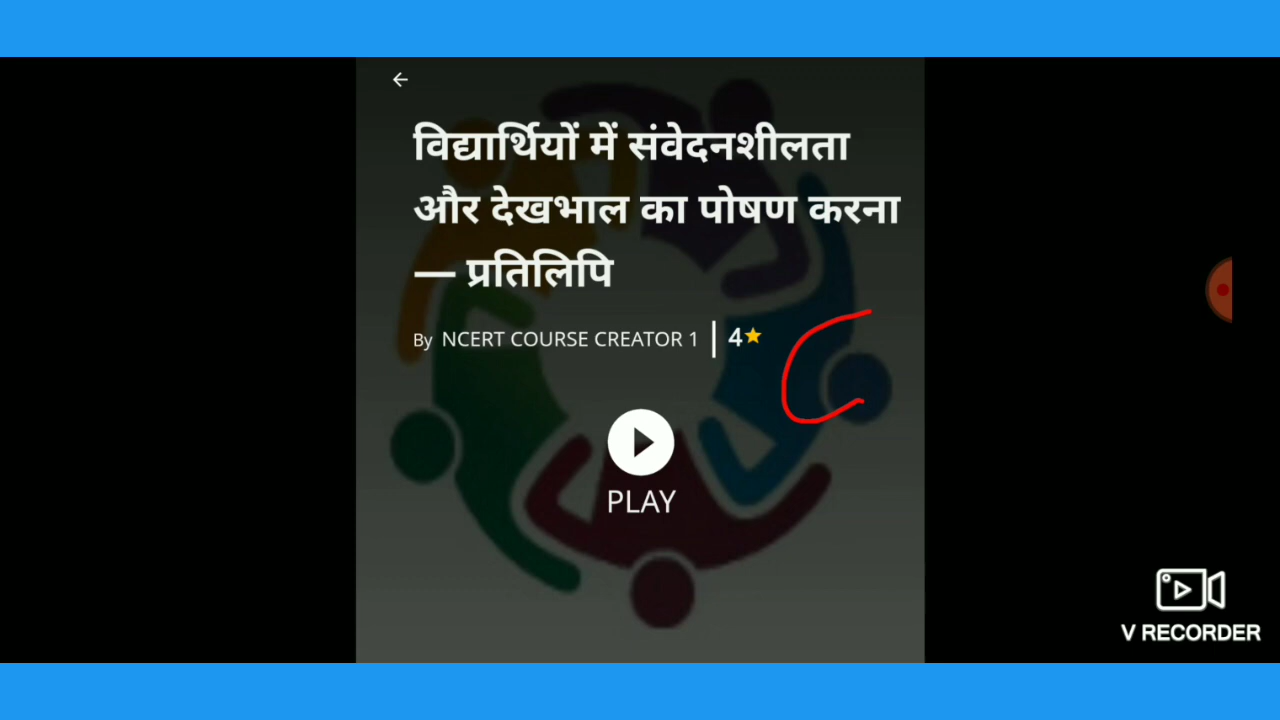 विद्यार्थियों में संवेदनशीलता
और देखभाल का पोषण करना
— प्रतिलिपि
By NCERT COURSE CREATOR 1 | 4★
PLAY
V RECORDER